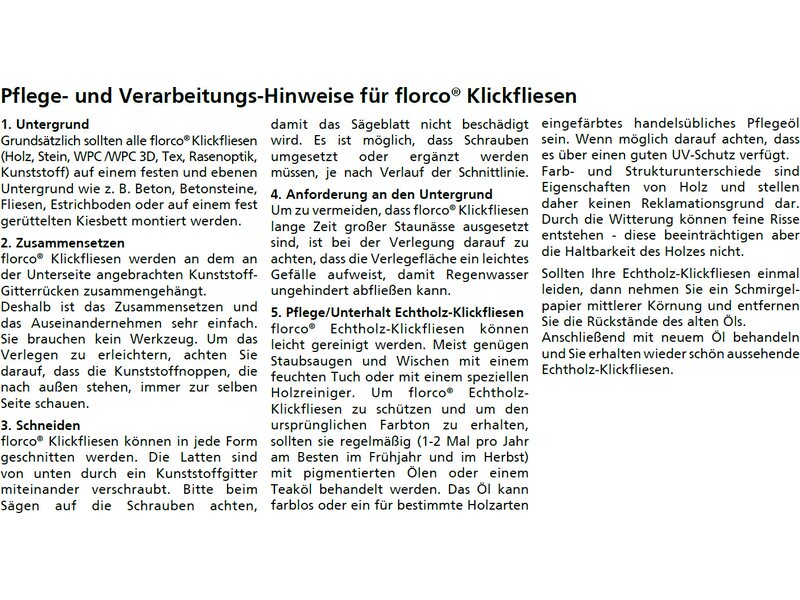 Pflege- und Verarbeitungs-Hinweise für florco® Klickfliesen
1. Untergrund
Grundsätzlich sollten alle florco® Klickfliesen
(Holz, Stein, WPC /WPC 3D, Tex, Rasenoptik,
Kunststoff) auf einem festen und ebenen
Untergrund wie z. B. Beton, Betonsteine,
Fliesen, Estrichboden oder auf einem fest
gerüttelten Kiesbett montiert werden.
2. Zusammensetzen
florco® Klickfliesen werden an dem an
der Unterseite angebrachten Kunststoff-
Gitterrücken zusammengehängt.
Deshalb ist das Zusammensetzen und
das Auseinandernehmen sehr einfach.
Sie brauchen kein Werkzeug. Um das
Verlegen zu erleichtern, achten Sie
darauf, dass die Kunststoffnoppen, die
nach außen stehen, immer zur selben
Seite schauen.
3. Schneiden
florco® Klickfliesen können in jede Form
geschnitten werden. Die Latten sind
von unten durch ein Kunststoffgitter
miteinander verschraubt. Bitte beim
Sägen auf die Schrauben achten,
damit das Sägeblatt nicht beschädigt
wird. Es ist möglich, dass Schrauben
umgesetzt oder ergänzt werden
müssen, je nach Verlauf der Schnittlinie.
4. Anforderung an den Untergrund
Um zu vermeiden, dass florco® Klickfliesen
lange Zeit großer Staunässe ausgesetzt
sind, ist bei der Verlegung darauf zu
achten, dass die Verlegefläche ein leichtes
Gefälle aufweist, damit Regenwasser
ungehindert abfließen kann.
5. Pflege/Unterhalt Echtholz-Klickfliesen
florco® Echtholz-Klickfliesen können
leicht gereinigt werden. Meist genügen
Staubsaugen und Wischen mit einem
feuchten Tuch oder mit einem speziellen
Holzreiniger. Um florco® Echtholz-
Klickfliesen zu schützen und um den
ursprünglichen Farbton zu erhalten,
sollten sie regelmäßig (1-2 Mal pro Jahr
am Besten im Frühjahr und im Herbst)
mit pigmentierten Ölen oder einem
Teaköl behandelt werden. Das Öl kann
farblos oder ein für bestimmte Holzarten
eingefärbtes handelsübliches Pflegeöl
sein. Wenn möglich darauf achten, dass
es über einen guten UV-Schutz verfügt.
Farb- und Strukturunterschiede sind
Eigenschaften von Holz und stellen
daher keinen Reklamationsgrund dar.
Durch die Witterung können feine Risse
entstehen - diese beeinträchtigen aber
die Haltbarkeit des Holzes nicht.
Sollten Ihre Echtholz-Klickfliesen einmal
leiden, dann nehmen Sie ein Schmirgel-
papier mittlerer Körnung und entfernen
Sie die Rückstände des alten Öls.
Anschließend mit neuem Öl behandeln
und Sie erhalten wieder schön aussehende
Echtholz-Klickfliesen.